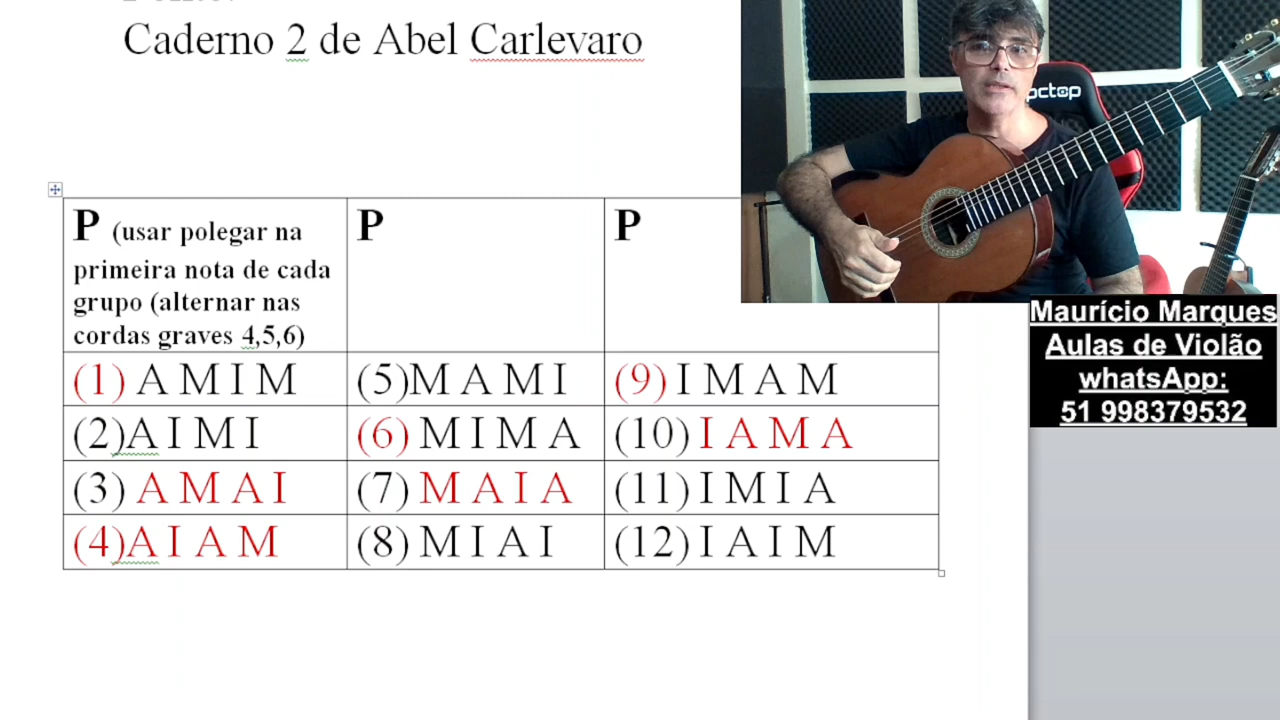 Caderno 2 de Abel Carlevaro
P (usar polegar na
primeira nota de cada
grupo (alternar nas
cordas graves 4,5,6)
P
P
(1) A M I M
(5)M A M I
(9) I M A M
(2)A I M I
(6) M I M A
(10) I A M A
(3) A M A I
(7) M A I A
(11) I M I A
(4)A I A M
(8) M I A I
(12) I A I M
pctop
Maurício Marques
Aulas de Violão
whatsApp:
51 998379532